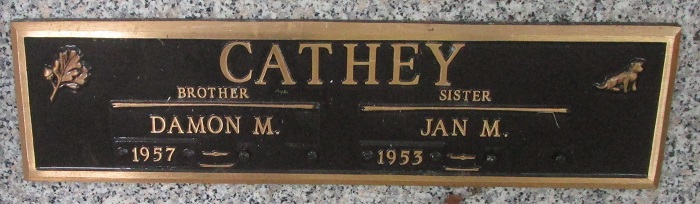 CATHEY
BROTHER SISTER
DAMON M. JAN M.
1957 — 1953 —